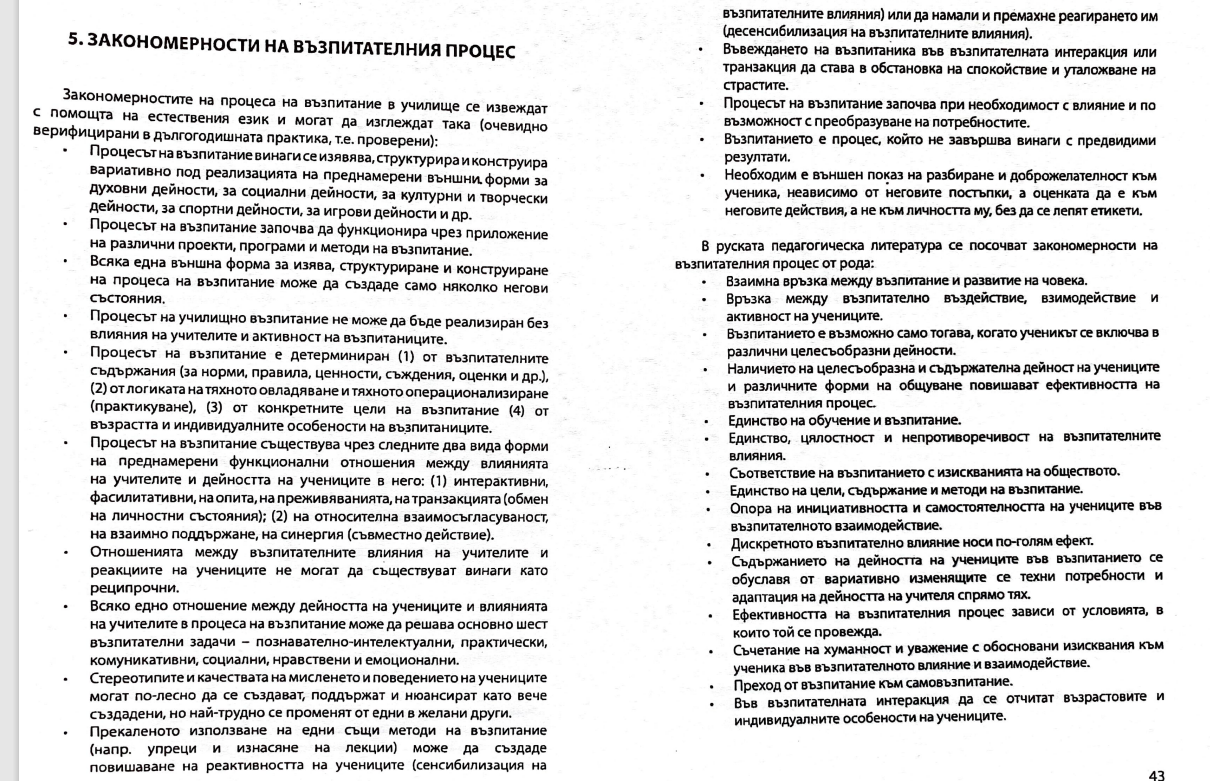 5. ЗАКОНОМЕРНОСТИ НА ВЪЗПИТАТЕЛНИЯ ПРОЦЕС
Закономерностите на процеса на възпитание в училище се извеждат
с помощта на естествения език и могат да изглеждат така (очевидно
верифицирани в дългогодишната практика, т.е. проверени):
• Процесът на възпитание винаги се изявява, структурира и конструира
вариативно под реализацията на преднамерени външни форми за
духовни дейности, за социални дейности, за културни и творчески
дейности, за спортни дейности, за игрови дейности и др.
• Процесът на възпитание започва да функционира чрез приложение
на различни проекти, програми и методи на възпитание.
• Всяка една външна форма за изява, структуриране и конструиране
на процеса на възпитание може да създаде само няколко негови
състояния.
• Процесът на училищно възпитание не може да бъде реализиран без
влияния на учителите и активност на възпитаниците.
• Процесът на възпитание е детерминиран (1) от възпитателните
съдържания (за норми, правила, ценности, съждения, оценки и др.),
(2) от логиката на тяхното овладяване и тяхното операционализиране
(практикуване), (3) от конкретните цели на възпитание (4) от
възрастта и индивидуалните особености на възпитаниците.
• Процесът на възпитание съществува чрез следните два вида форми
на преднамерени функционални отношения между влиянията
на учителите и дейността на учениците в него: (1) интерактивни,
фасилитативни, на опита, на преживяванията, на транзакцията (обмен
на личностни състояния); (2) на относителна взаимосъгласуваност,
на взаимно поддържане, на синергия (съвместно действие).
• Отношенията между възпитателните влияния на учителите и
реакциите на учениците не могат да съществуват винаги като
реципрочни.
• Всяко едно отношение между дейността на учениците и влиянията
на учителите в процеса на възпитание може да решава основно шест
възпитателни задачи – познавателно-интелектуални, практически,
комуникативни, социални, нравствени и емоционални.
• Стереотипите и качествата на мисленето и поведението на учениците
могат по-лесно да се създават, поддържат и нюансират като вече
създадени, но най-трудно се променят от едни в желани други.
• Прекаленото използване на едни същи методи на възпитание
(напр. упреци и изнасяне на лекции) може да създаде
повишаване на реактивността на учениците (сенсибилизация на
възпитателните влияния) или да намали и премахне реагирането им
(десенсибилизация на възпитателните влияния).
• Въвеждането на възпитаника във възпитателната интеракция или
транзакция да става в обстановка на спокойствие и уталожване на
страстите.
• Процесът на възпитание започва при необходимост с влияние и по
възможност с преобразуване на потребностите.
• Възпитанието е процес, който не завършва винаги с предвидими
резултати.
• Необходим е външен показ на разбиране и доброжелателност към
ученика, неависимо от неговите постъпки, а оценката да е към
неговите действия, а не към личността му, без да се лепят етикети.
В руската педагогическа литература се посочват закономерности на
възпитателния процес от рода:
• Взаимна връзка между възпитание и развитие на човека.
• Връзка между възпитателно въздействие, взимодействие и
активност на учениците.
• Възпитанието е възможно само тогава, когато ученикът се включва в
различни целесъобразни дейности.
• Наличието на целесъобразна и съдържателна дейност на учениците
и различните форми на общуване повишават ефективността на
възпитателния процес.
• Единство на обучение и възпитание.
• Единство, цялостност и непротиворечивост на възпитателните
влияния.
• Съответствие на възпитанието с изискванията на обществото.
• Единство на цели, съдържание и методи на възпитание.
• Опора на инициативността и самостоятелността на учениците във
възпитателното взаимодействие.
• Дискретното възпитателно влияние носи по-голям ефект.
• Съдържанието на дейността на учениците във възпитанието се
обуславя от вариативно изменящите се техни потребности и
адаптация на дейността на учителя спрямо тях.
• Ефективността на възпитателния процес зависи от условията, в
които той се провежда.
• Съчетание на хуманност и уважение с обосновани изисквания към
ученика във възпитателното влияние и взаимодействие.
• Преход от възпитание към самовъзпитание.
• Във възпитателната интеракция да се отчитат възрастовите и
индивидуалните особености на учениците.
43